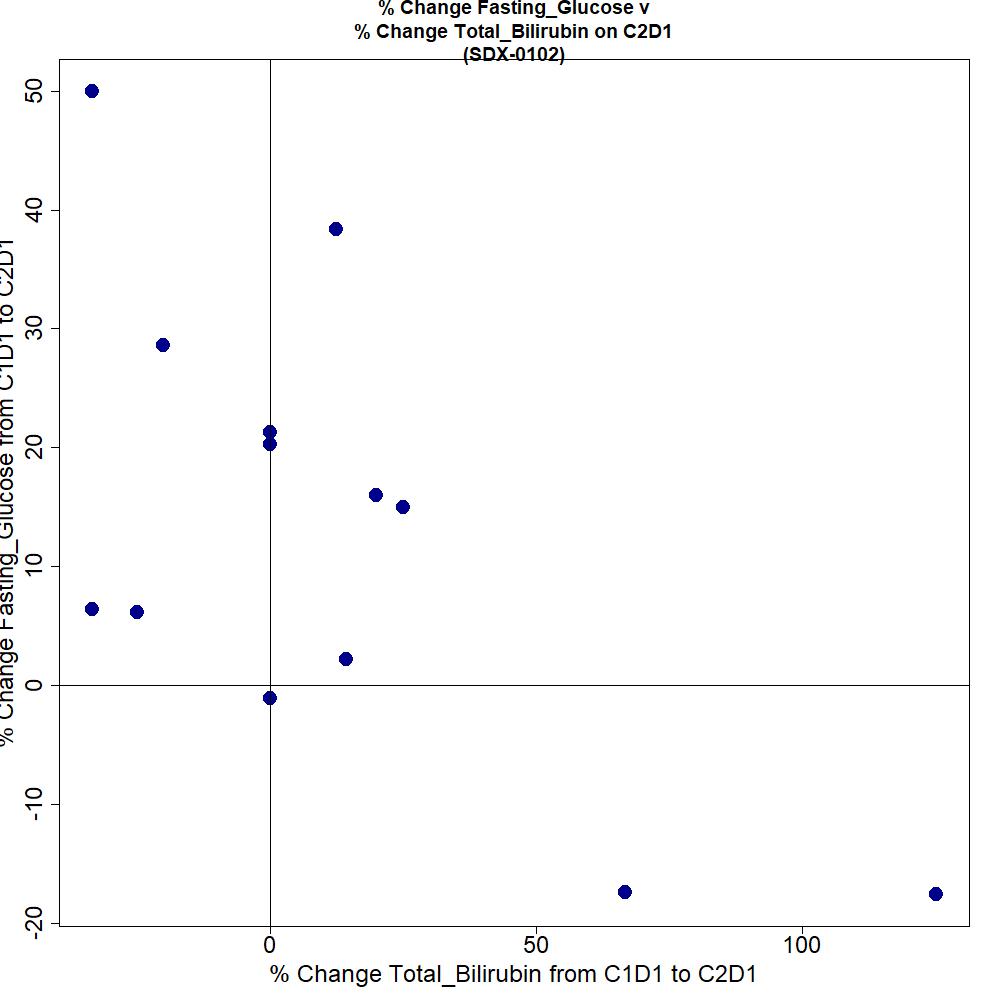 % Change Fasting_Glucose v
% Change Total_Bilirubin on C2D1
(SDX-0102)
% Change Fasting_Glucose from C1D1 to C2D1
50
40
30
20
10
0
-10
-20
0
50
100
% Change Total_Bilirubin from C1D1 to C2D1